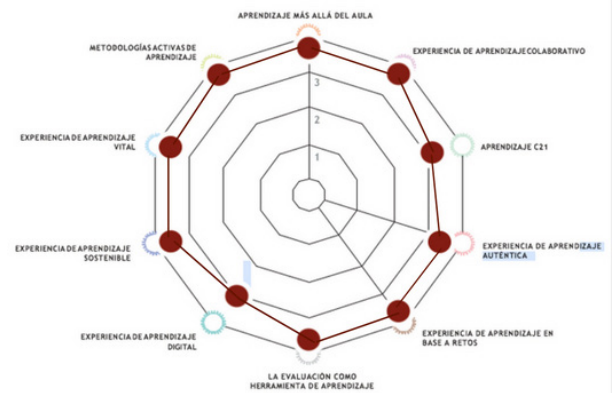 APRENDIZAJE MÁS ALLÁ DEL AULA
METODOLOGÍAS ACTIVAS DE
APRENDIZAJE
EXPERIENCIA DE APRENDIZAJE COLABORATIVO
3
2
1
EXPERIENCIA DE APRENDIZAJE
VITAL
APRENDIZAJE C21
EXPERIENCIA DE APRENDIZAJE
SOSTENIBLE
EXPERIENCIA DE APRENDIZAJE
AUTÉNTICA
EXPERIENCIA DE APRENDIZAJE
DIGITAL
EXPERIENCIA DE APRENDIZAJE EN
BASE A RETOS
LA EVALUACIÓN COMO
HERRAMIENTA DE APRENDIZAJE